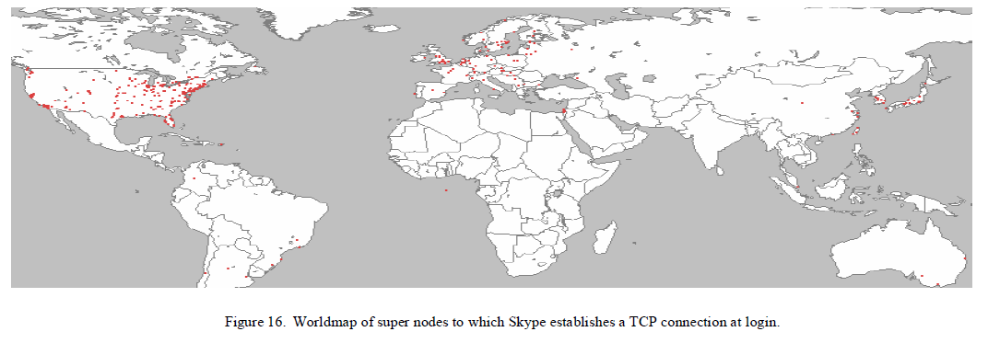 Figure 16.  Worldmap of super nodes to which Skype establishes a TCP connection at login.